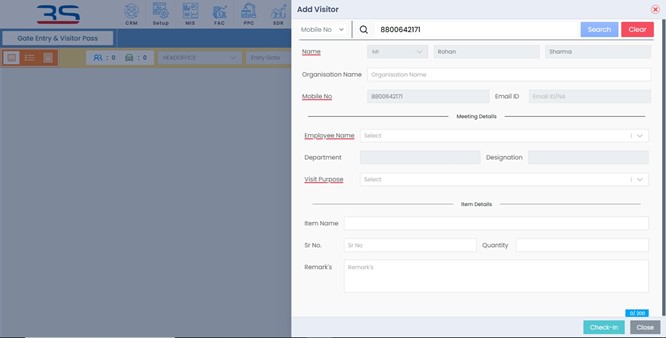 3S
CRM Setup MIS FAC PPC SDR
Gate Entry & Visitor Pass
: 0 : 0 HEADOFFICE Entry Gate
Add Visitor
Mobile No 8800642171 Search Clear
Name Mr Rohan Sharma
Organisation Name Organisation Name
Mobile No 8800642171 Email ID Email ID/NA
Meeting Details
Employee Name Select
Department Designation
Visit Purpose Select
Item Details
Item Name
Sr No. Sr No Quantity
Remark's Remark's
0/ 200
Check-In Close